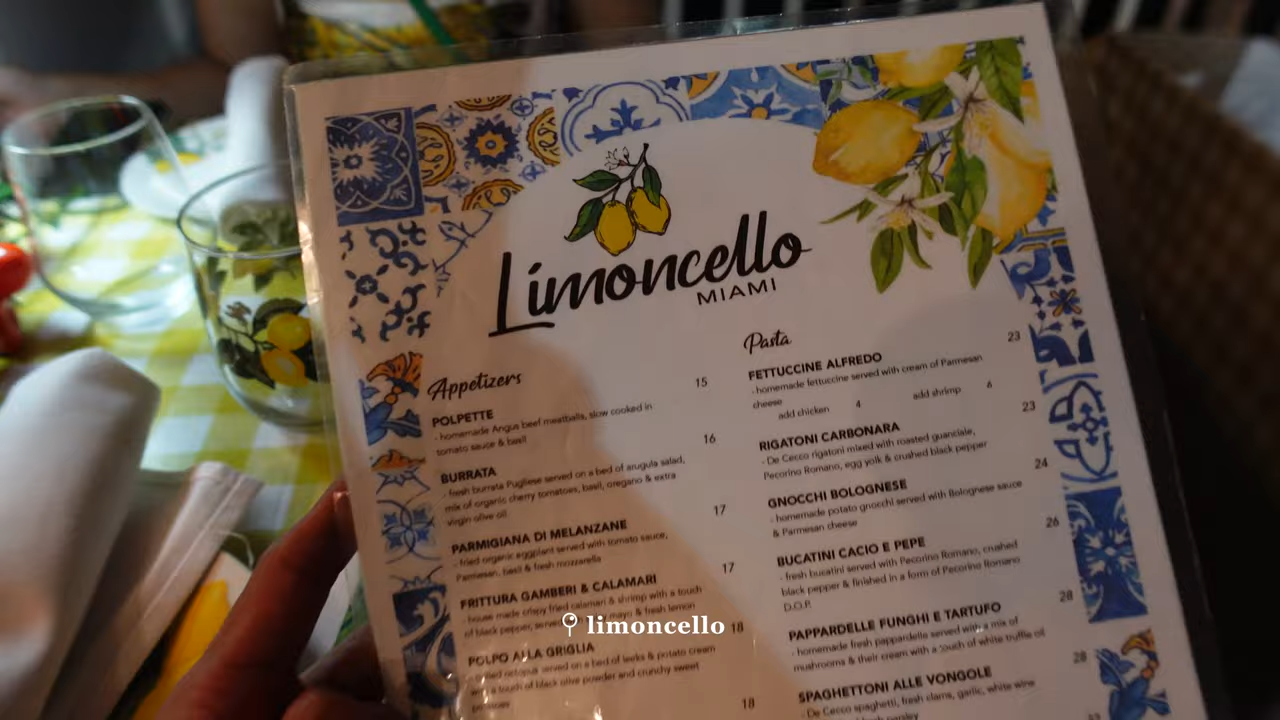 Limoncello
MIAMI
Appetizers
POLPETTE 15
- homemade Angus beef meatballs, slow cooked in
tomato sauce & basil
BURRATA 16
- fresh burrata Pugliese served on a bed of arugula salad,
mix of organic cherry tomatoes, basil, oregano & extra
virgin olive oil
PARMIGIANA DI MELANZANE 17
- fried organic eggplant served with tomato sauce,
Parmesan, basil & fresh mozzarella
FRITTURA GAMBERI & CALAMARI 17
- house made crispy fried calamari & shrimp with a touch
of black pepper, served mayo & fresh lemon
POLPO ALLA GRIGLIA 18
octopus served on a bed of leeks & potato cream
with a touch of black olive powder and crunchy sweet
potatoes
18
Pasta
FETTUCCINE ALFREDO 23
- homemade fettuccine served with cream of Parmesan
cheese
add chicken 4 add shrimp 6
RIGATONI CARBONARA 23
- De Cecco rigatoni mixed with roasted guanciale,
Pecorino Romano, egg yolk & crushed black pepper
GNOCCHI BOLOGNESE 24
- homemade potato gnocchi served with Bolognese sauce
& Parmesan cheese
BUCATINI CACIO E PEPE 26
- fresh bucatini served with Pecorino Romano, crushed
black pepper & finished in a form of Pecorino Romano
D.O.P.
PAPPARDELLE FUNGHI E TARTUFO 28
- homemade fresh pappardelle served with a mix of
mushrooms & their cream with a touch of white truffle oil
SPAGHETTONI ALLE VONGOLE 28
- De Cecco spaghetti, fresh clams, garlic, white wine
parsley
limoncello